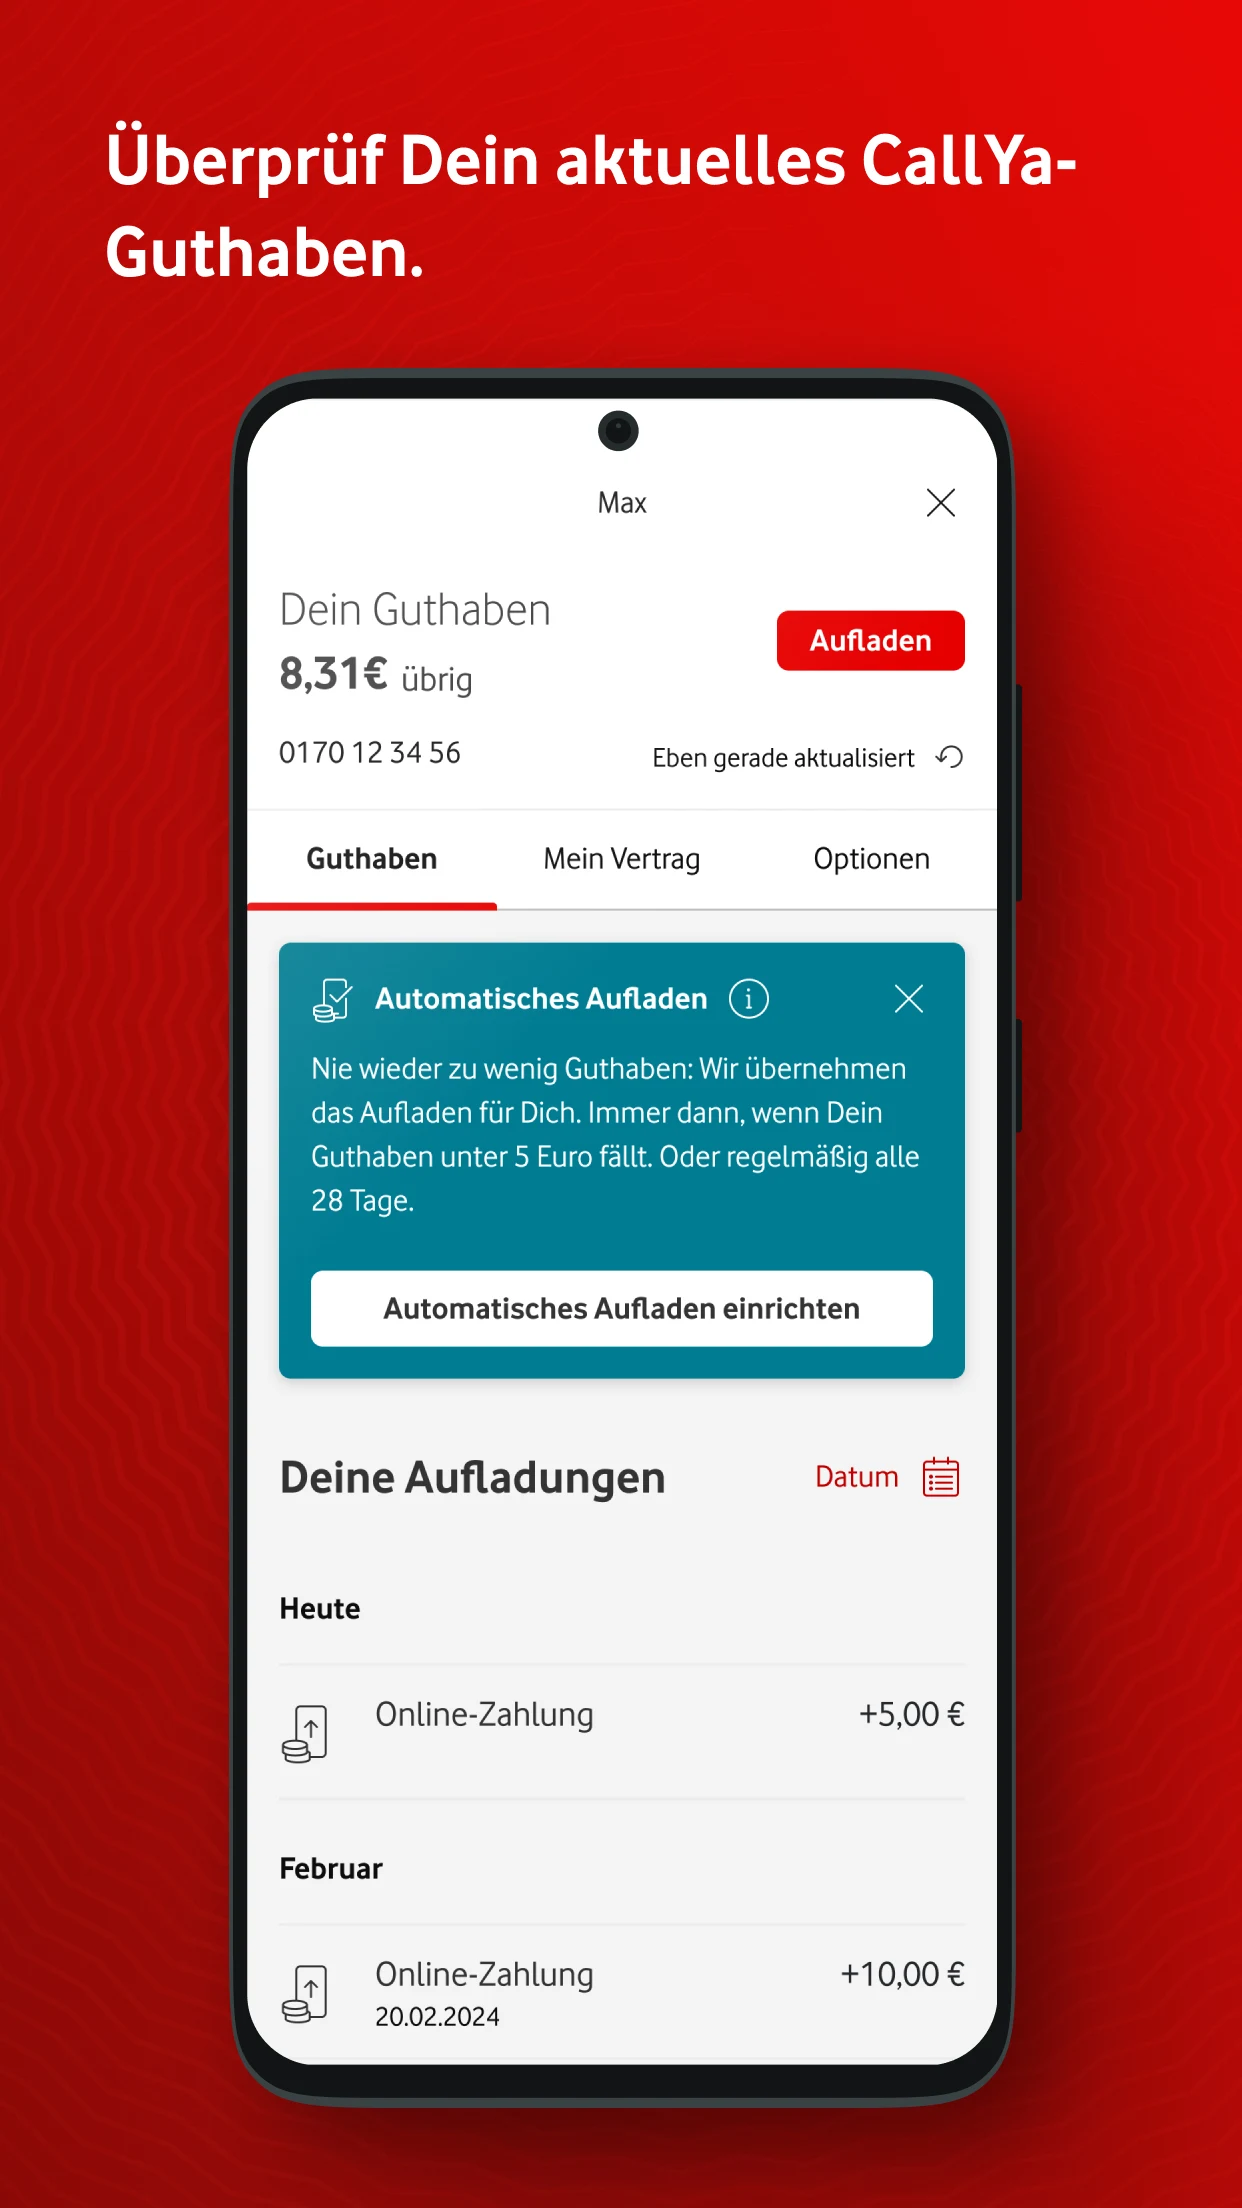 Überprüf Dein aktuelles CallYa-
Guthaben.
Max
Dein Guthaben
Aufladen
8,31€ übrig
0170 12 34 56
Eben gerade aktualisiert
Guthaben
Mein Vertrag
Optionen
Automatisches Aufladen
Nie wieder zu wenig Guthaben: Wir übernehmen
das Aufladen für Dich. Immer dann, wenn Dein
Guthaben unter 5 Euro fällt. Oder regelmäßig alle
28 Tage.
Automatisches Aufladen einrichten
Deine Aufladungen
Datum
Heute
Online-Zahlung
+5,00 €
Februar
Online-Zahlung
+10,00 €
20.02.2024